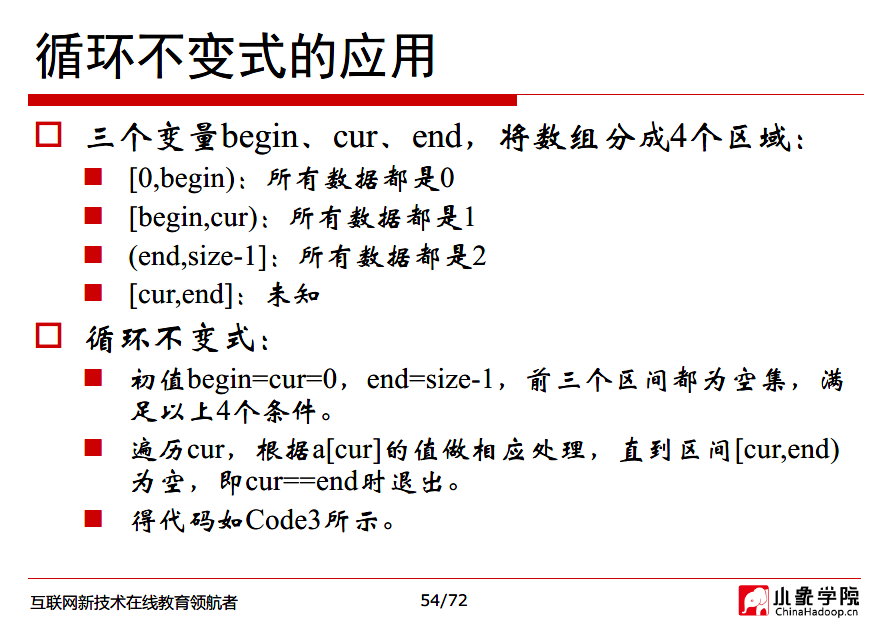 循环不变式的应用
三个变量begin、cur、end，将数组分成4个区域：
[0,begin)：所有数据都是0
[begin,cur)：所有数据都是1
(end,size-1]：所有数据都是2
[cur,end]：未知
循环不变式：
初值begin=cur=0，end=size-1，前三个区间都为空集，满
足以上4个条件。
遍历cur，根据a[cur]的值做相应处理，直到区间[cur,end)
为空，即cur==end时退出。
得代码如Code3所示。
互联网新技术在线教育领航者
54/72
小象学院
ChinaHadoop.cn